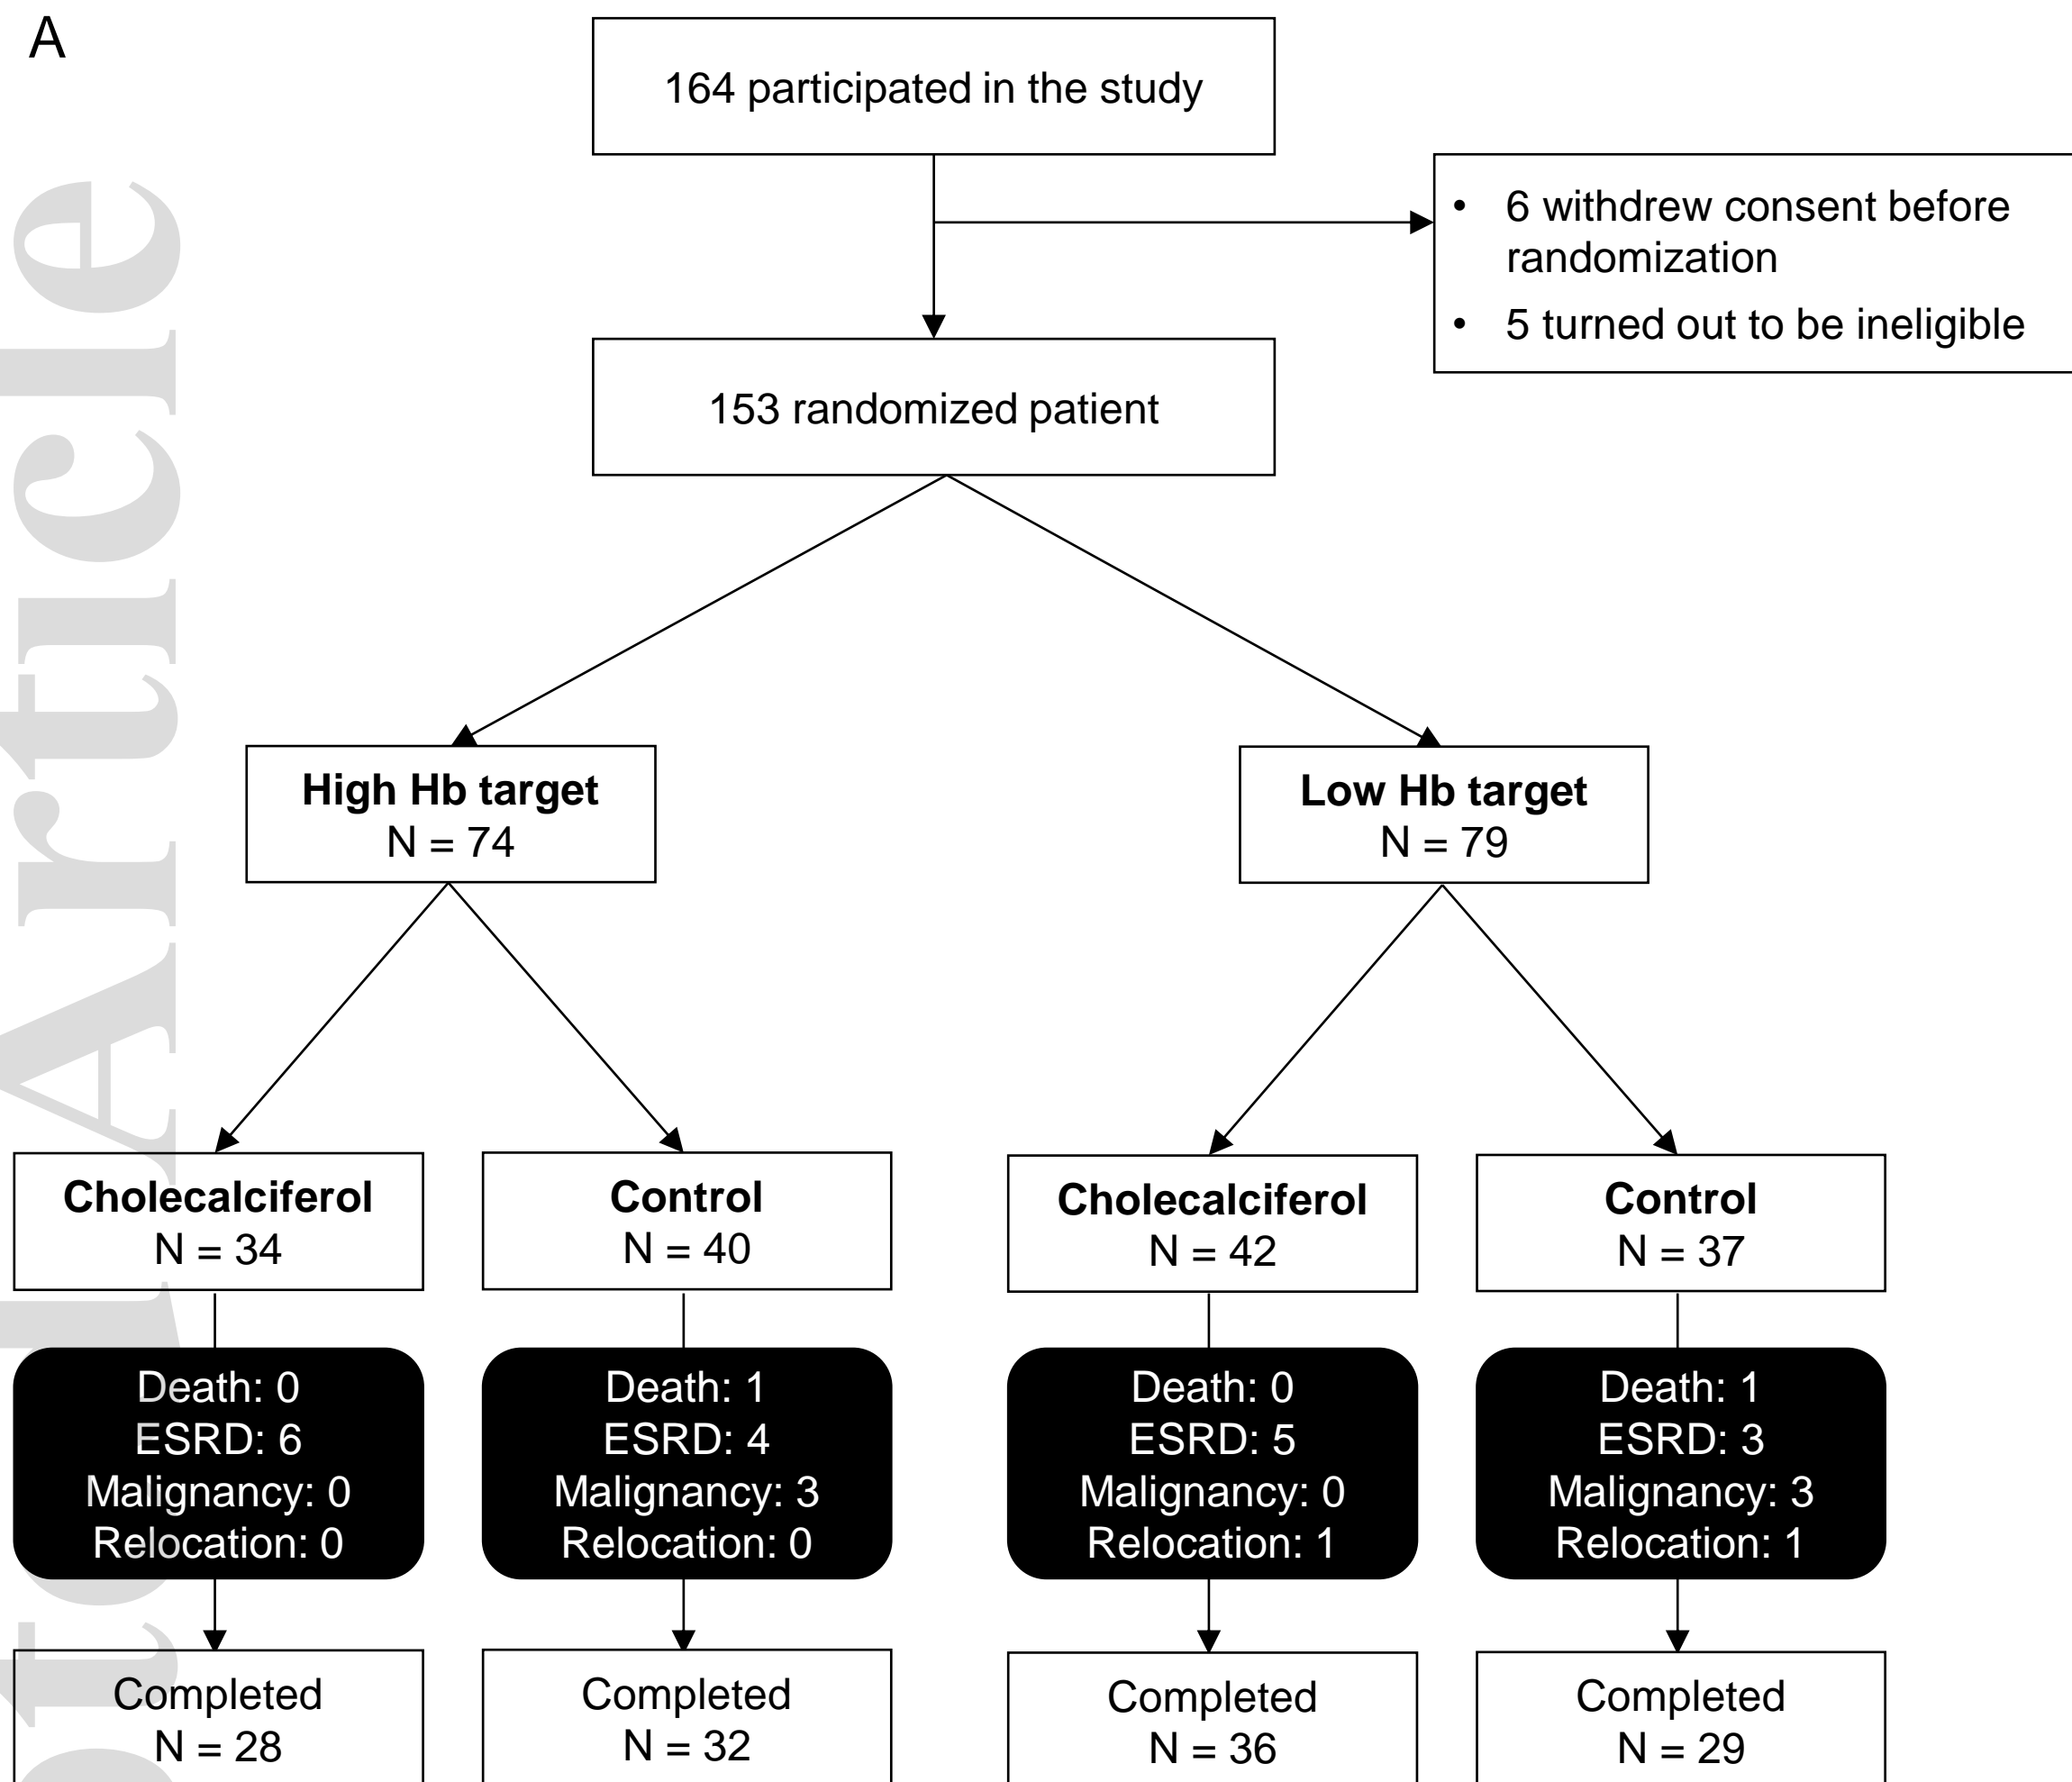 A
164 participated in the study
• 6 withdrew consent before
randomization
• 5 turned out to be ineligible
153 randomized patient
High Hb target
N = 74
Low Hb target
N = 79
Cholecalciferol
N = 34
Control
N = 40
Cholecalciferol
N = 42
Control
N = 37
Death: 0
ESRD: 6
Malignancy: 0
Relocation: 0
Death: 1
ESRD: 4
Malignancy: 3
Relocation: 0
Death: 0
ESRD: 5
Malignancy: 0
Relocation: 1
Death: 1
ESRD: 3
Malignancy: 3
Relocation: 1
Completed
N = 28
Completed
N = 32
Completed
N = 36
Completed
N = 29
Article